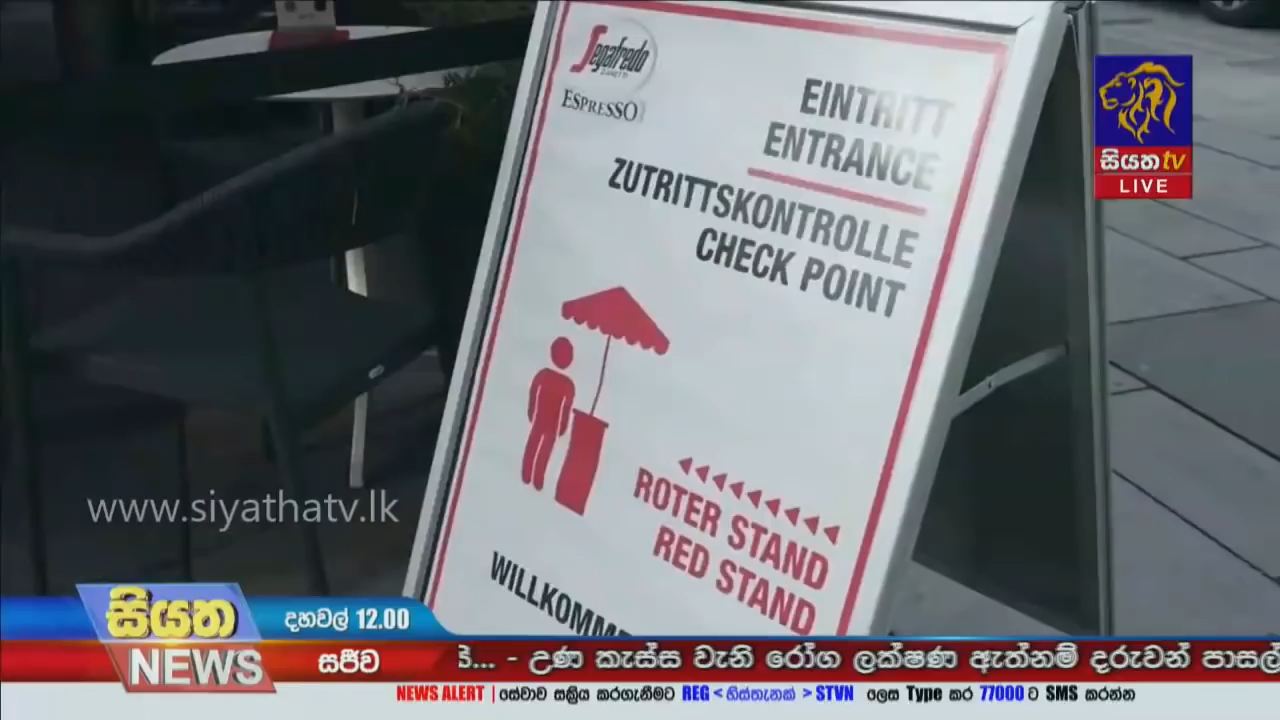 Segafredo
ZANETTI
ESPRESSO
EINTRITT
ENTRANCE
ZUTRITTSKONTROLLE
CHECK POINT
ROTER STAND
RED STAND
සියත tv
LIVE
www.siyathatv.lk
සියත
NEWS
දහවල් 12.00
සජීව
... - උණ කැස්ස වැනි රෝග ලක්ෂණ ඇත්නම් දරුවන් පාසල්
NEWS ALERT | සේවාව සක්‍රිය කරගැනීමට REG < හිස්තැනක් > STVN ලෙස Type කර 77000 ට SMS කරන්න